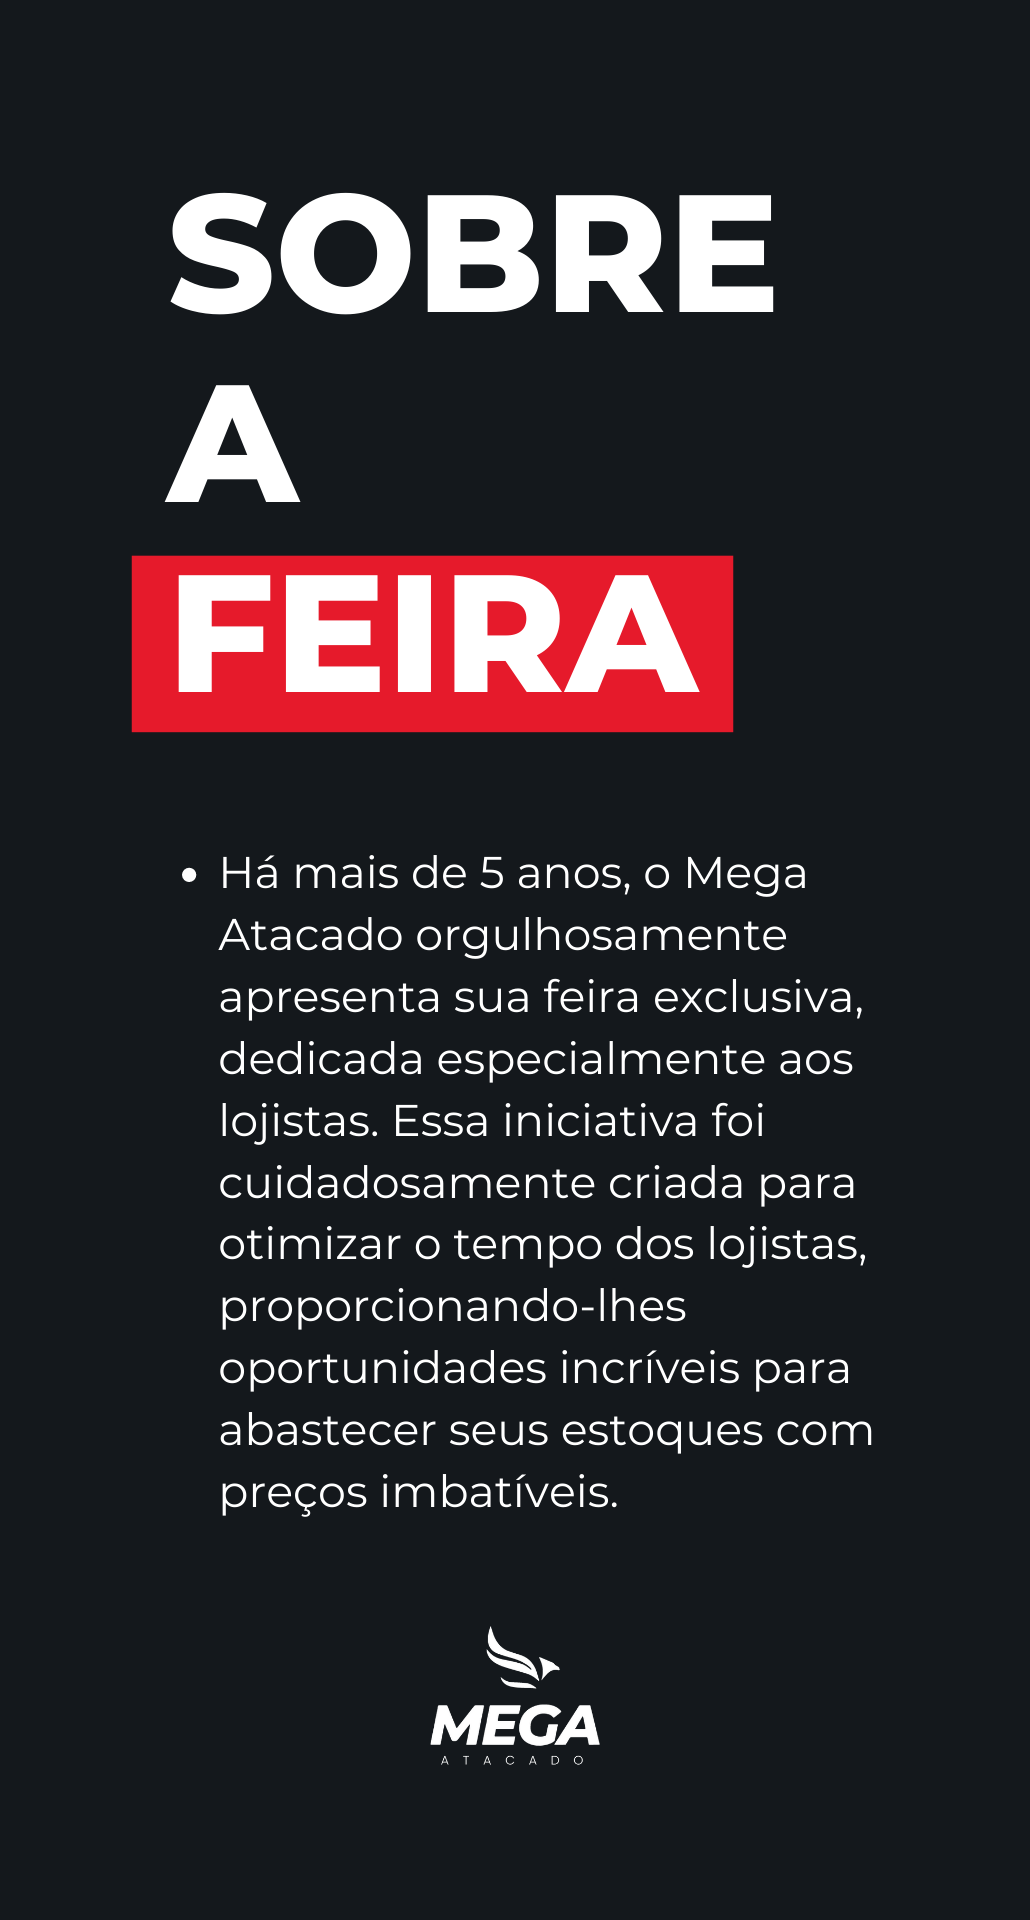 SOBRE
A
FEIRA
• Há mais de 5 anos, o Mega
Atacado orgulhosamente
apresenta sua feira exclusiva,
dedicada especialmente aos
lojistas. Essa iniciativa foi
cuidadosamente criada para
otimizar o tempo dos lojistas,
proporcionando-lhes
oportunidades incríveis para
abastecer seus estoques com
preços imbatíveis.
MEGA
ATACADO